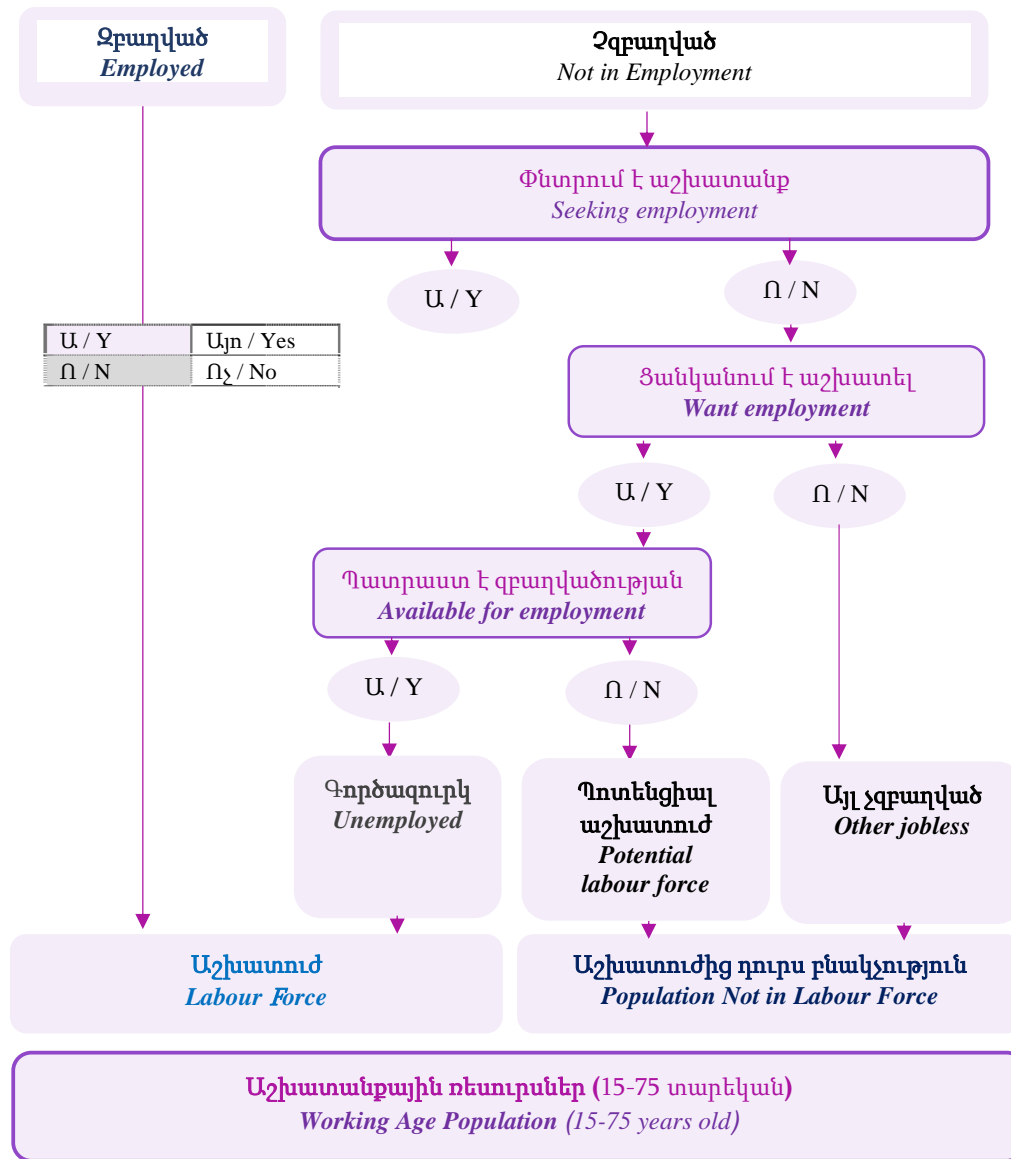 Զբաղված
Employed
Չզբաղված
Not in Employment
Փնտրում է աշխատանք
Seeking employment
Ա / Y
Ո / N
Ա / Y
Այո / Yes
Ո / N
Ոչ / No
Ցանկանում է աշխատել
Want employment
Ա / Y
Ո / N
Պատրաստ է զբաղվածության
Available for employment
Ա / Y
Ո / N
Գործազուրկ
Unemployed
Պոտենցիալ
աշխատուժ
Potential
labour force
Այլ չզբաղված
Other jobless
Աշխատուժ
Labour Force
Աշխատուժից դուրս բնակչություն
Population Not in Labour Force
Աշխատանքային ռեսուրսներ (15-75 տարեկան)
Working Age Population (15-75 years old)